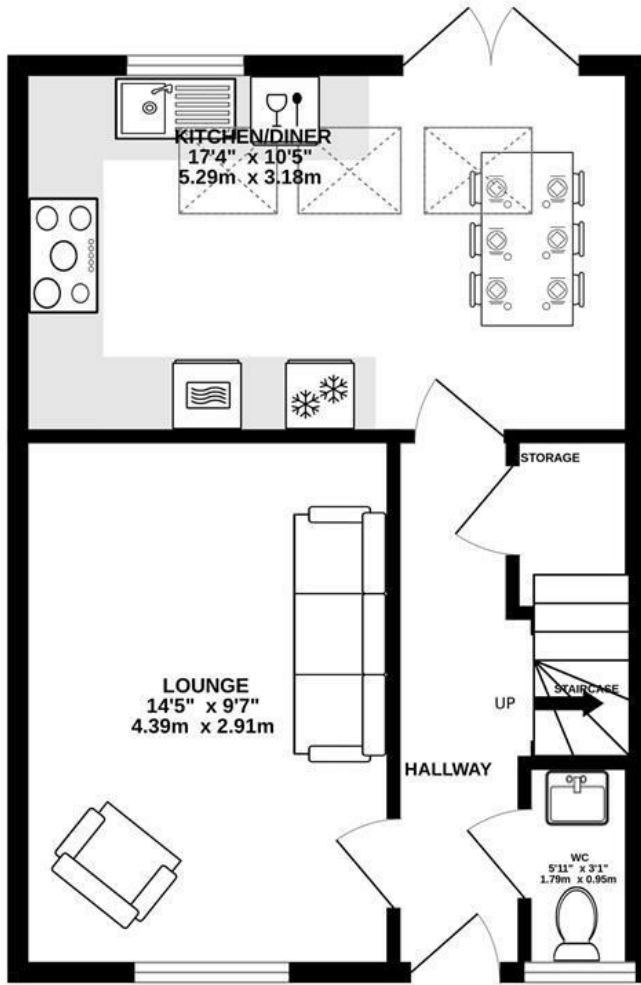 KITCHEN/DINER
17'4" x 10'5"
5.29m x 3.18m
STORAGE
LOUNGE
14'5" x 9'7"
4.39m x 2.91m
STAIRCASE
UP
HALLWAY
WC
5'11" x 3'1"
1.79m x 0.95m